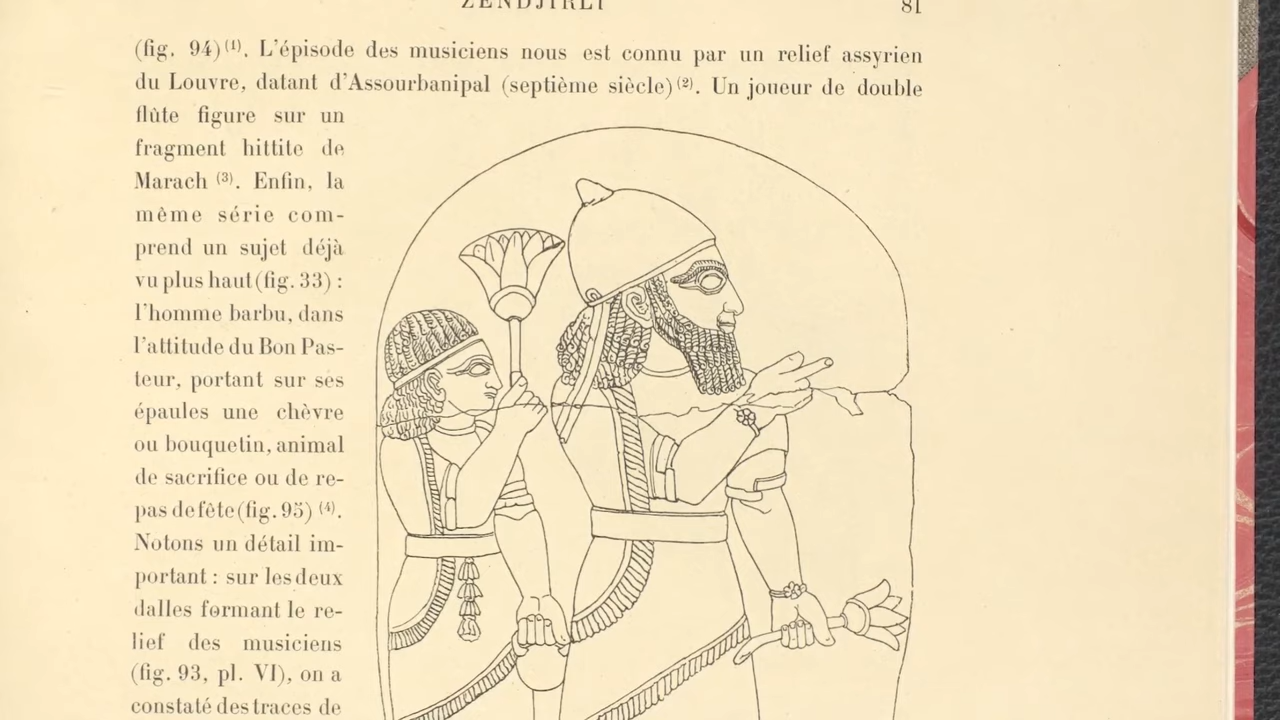 ZENDJIRLI 81
(fig. 94)(1). L'épisode des musiciens nous est connu par un relief assyrien
du Louvre, datant d'Assourbanipal (septième siècle)(2). Un joueur de double
flûte figure sur un
fragment hittite de
Marach (3). Enfin, la
même série com-
prend un sujet déjà
vu plus haut (fig. 33) :
l'homme barbu, dans
l'attitude du Bon Pas-
teur, portant sur ses
épaules une chèvre
ou bouquetin, animal
de sacrifice ou de re-
pas de fête (fig. 95) (4).
Notons un détail im-
portant : sur les deux
dalles formant le re-
lief des musiciens
(fig. 93, pl. VI), on a
constaté des traces de